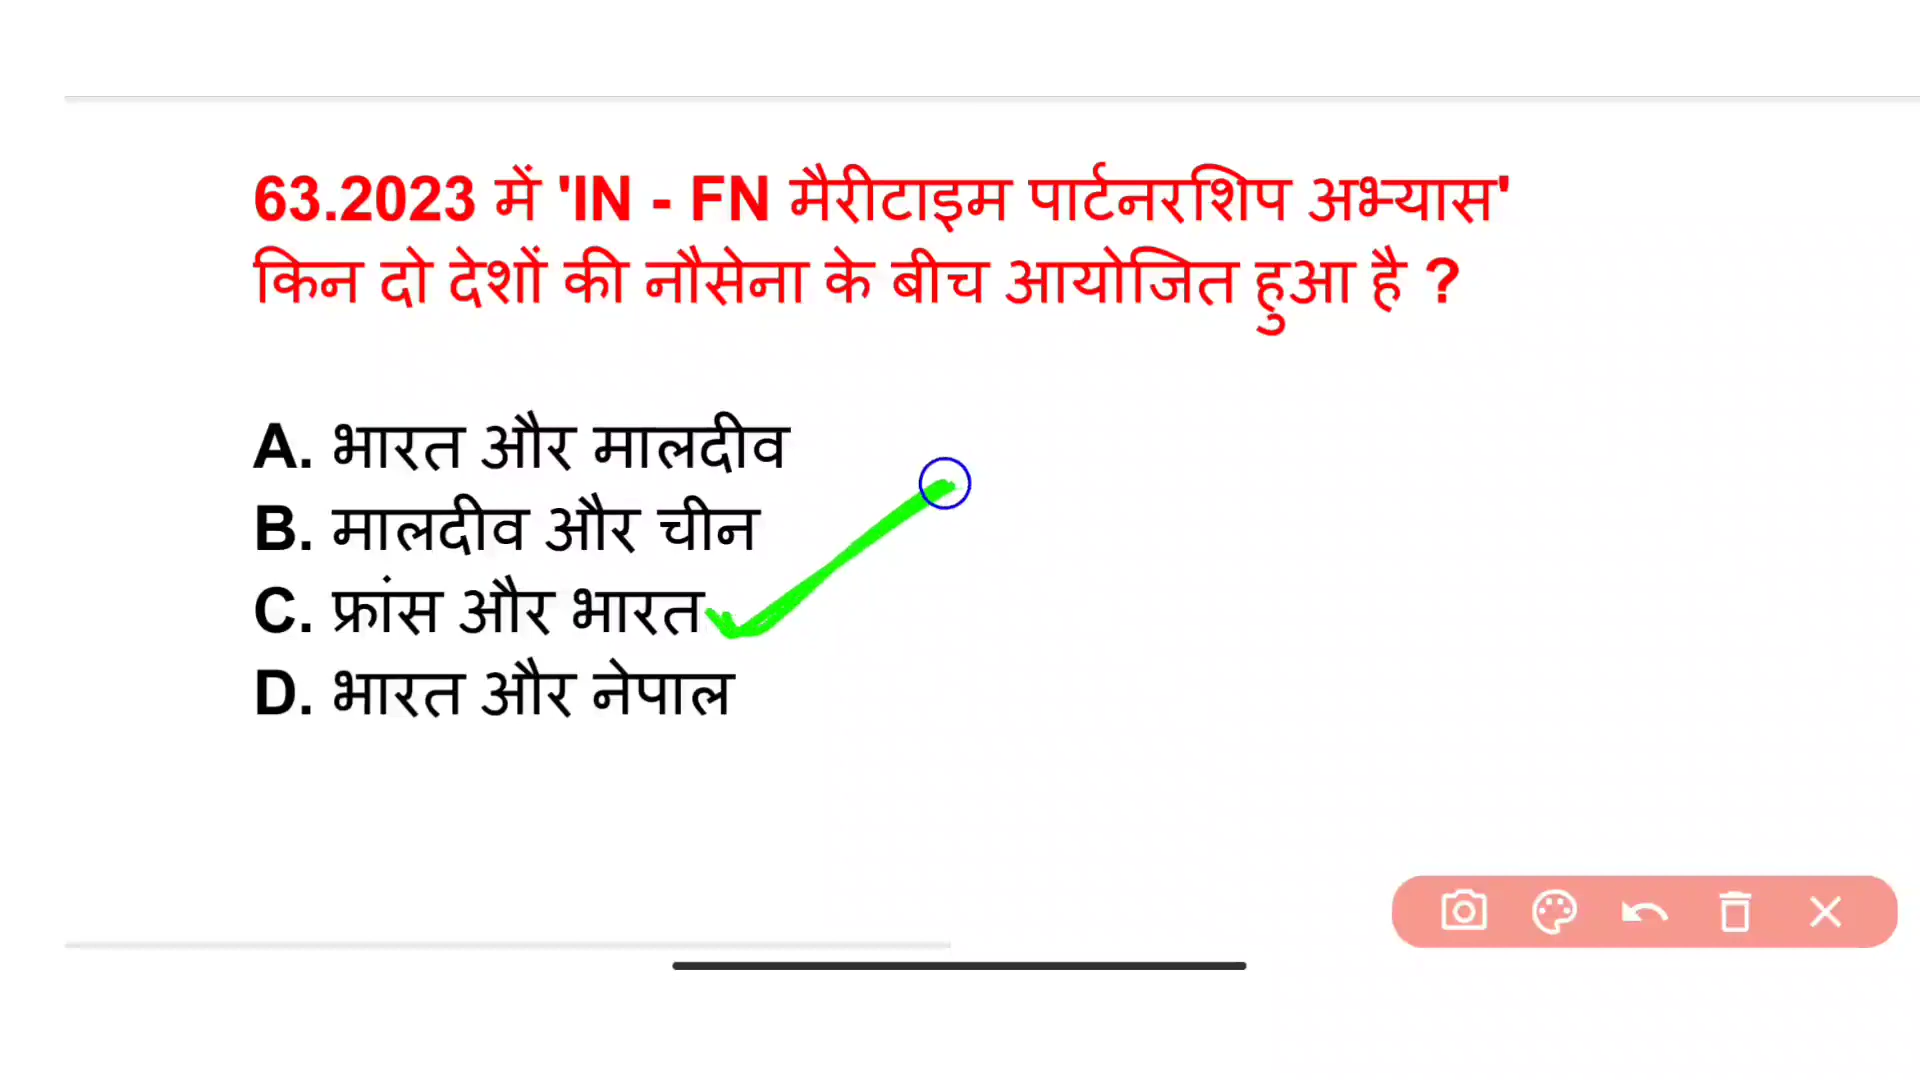 63.2023 में 'IN - FN मैरीटाइम पार्टनरशिप अभ्यास'
किन दो देशों की नौसेना के बीच आयोजित हुआ है ?
A. भारत और मालदीव
B. मालदीव और चीन
C. फ्रांस और भारत
D. भारत और नेपाल